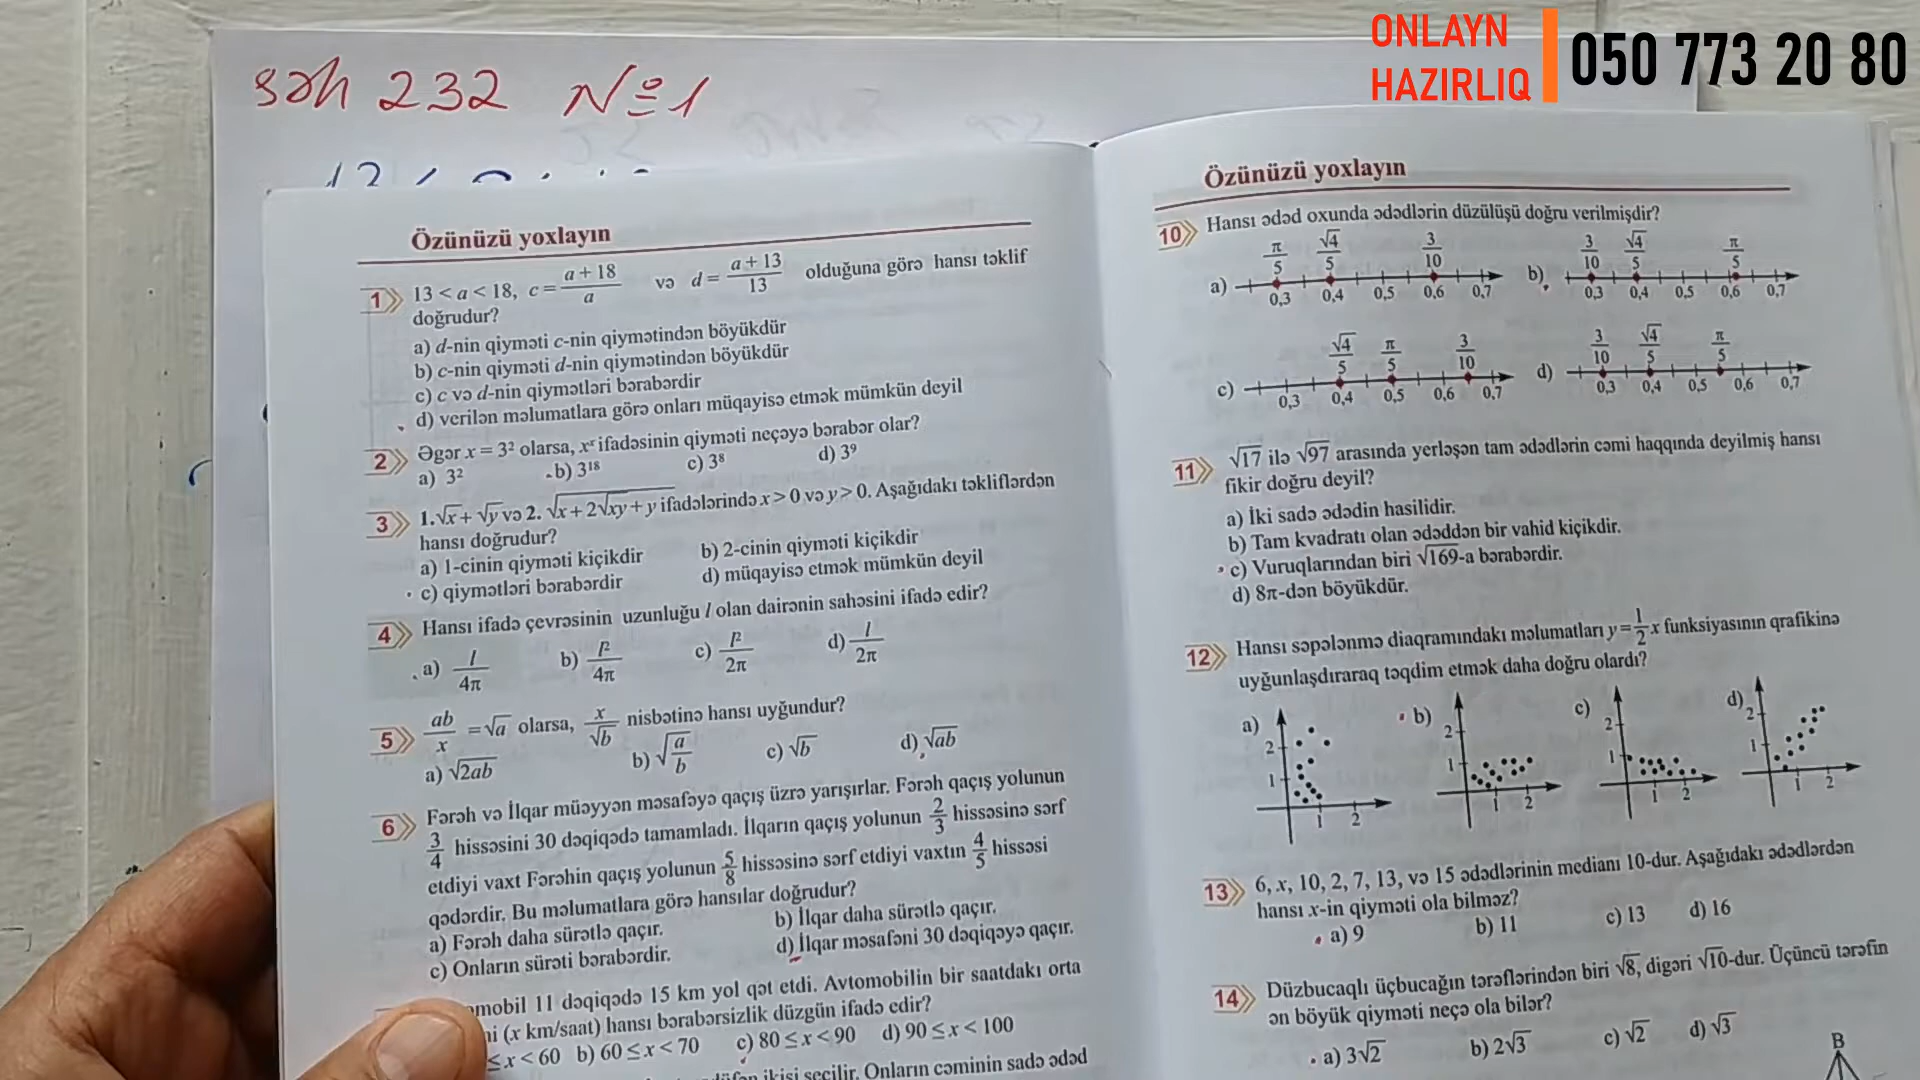 ONLAYN
HAZIRLIQ
050 773 20 80
səh 232 №1
Özünüzü yoxlayın
1 13 < a < 18, c = (a + 18)/a və d = (a + 13)/13 olduğuna görə hansı təklif
doğrudur?
a) d-nin qiyməti c-nin qiymətindən böyükdür
b) c-nin qiyməti d-nin qiymətindən böyükdür
c) c və d-nin qiymətləri bərabərdir
d) verilən məlumatlara görə onları müqayisə etmək mümkün deyil
2 Əgər x = 3² olarsa, xˣ ifadəsinin qiyməti neçəyə bərabər olar?
a) 3² b) 3¹⁸ c) 3⁸ d) 3⁹
3 1.√x + √y və 2. √(x + 2√xy + y) ifadələrində x > 0 və y > 0. Aşağıdakı təkliflərdən
hansı doğrudur?
a) 1-cinin qiyməti kiçikdir b) 2-cinin qiyməti kiçikdir
c) qiymətləri bərabərdir d) müqayisə etmək mümkün deyil
4 Hansı ifadə çevrəsinin uzunluğu l olan dairənin sahəsini ifadə edir?
a) l/4π b) l²/4π c) l²/2π d) l/2π
5 ab/x = √a olarsa, x/√b nisbətinə hansı uyğundur?
a) √2ab b) √(a/b) c) √b d) √ab
6 Fərəh və İlqar müəyyən məsafəyə qaçış üzrə yarışırlar. Fərəh qaçış yolunun
3/4 hissəsini 30 dəqiqədə tamamladı. İlqarın qaçış yolunun 2/3 hissəsinə sərf
etdiyi vaxt Fərəhin qaçış yolunun 5/8 hissəsinə sərf etdiyi vaxtın 4/5 hissəsi
qədərdir. Bu məlumatlara görə hansılar doğrudur?
a) Fərəh daha sürətlə qaçır. b) İlqar daha sürətlə qaçır.
c) Onların sürəti bərabərdir. d) İlqar məsafəni 30 dəqiqəyə qaçır.
mobil 11 dəqiqədə 15 km yol qət etdi. Avtomobilin bir saatdakı orta
ni (x km/saat) hansı bərabərsizlik düzgün ifadə edir?
≤ x < 60 b) 60 ≤ x < 70 c) 80 ≤ x < 90 d) 90 ≤ x < 100
ikisi seçilir. Onların cəminin sadə ədəd
Özünüzü yoxlayın
10 Hansı ədəd oxunda ədədlərin düzülüşü doğru verilmişdir?
a) π/5 √4/5 3/10 b) 3/10 √4/5 π/5
0,3 0,4 0,5 0,6 0,7 0,3 0,4 0,5 0,6 0,7
c) √4/5 π/5 3/10 d) 3/10 √4/5 π/5
0,3 0,4 0,5 0,6 0,7 0,3 0,4 0,5 0,6 0,7
11 √17 ilə √97 arasında yerləşən tam ədədlərin cəmi haqqında deyilmiş hansı
fikir doğru deyil?
a) İki sadə ədədin hasilidir.
b) Tam kvadratı olan ədəddən bir vahid kiçikdir.
c) Vuruqlarından biri √169-a bərabərdir.
d) 8π-dən böyükdür.
12 Hansı səpələnmə diaqramındakı məlumatları y = 1/2 x funksiyasının qrafikinə
uyğunlaşdıraraq təqdim etmək daha doğru olardı?
a) 2 1 1 2 b) 2 1 1 2 c) 2 1 1 2 d) 2 1 1 2
13 6, x, 10, 2, 7, 13, və 15 ədədlərinin medianı 10-dur. Aşağıdakı ədədlərdən
hansı x-in qiyməti ola bilməz?
a) 9 b) 11 c) 13 d) 16
14 Düzbucaqlı üçbucağın tərəflərindən biri √8, digəri √10-dur. Üçüncü tərəfin
ən böyük qiyməti neçə ola bilər?
a) 3√2 b) 2√3 c) √2 d) √3
B